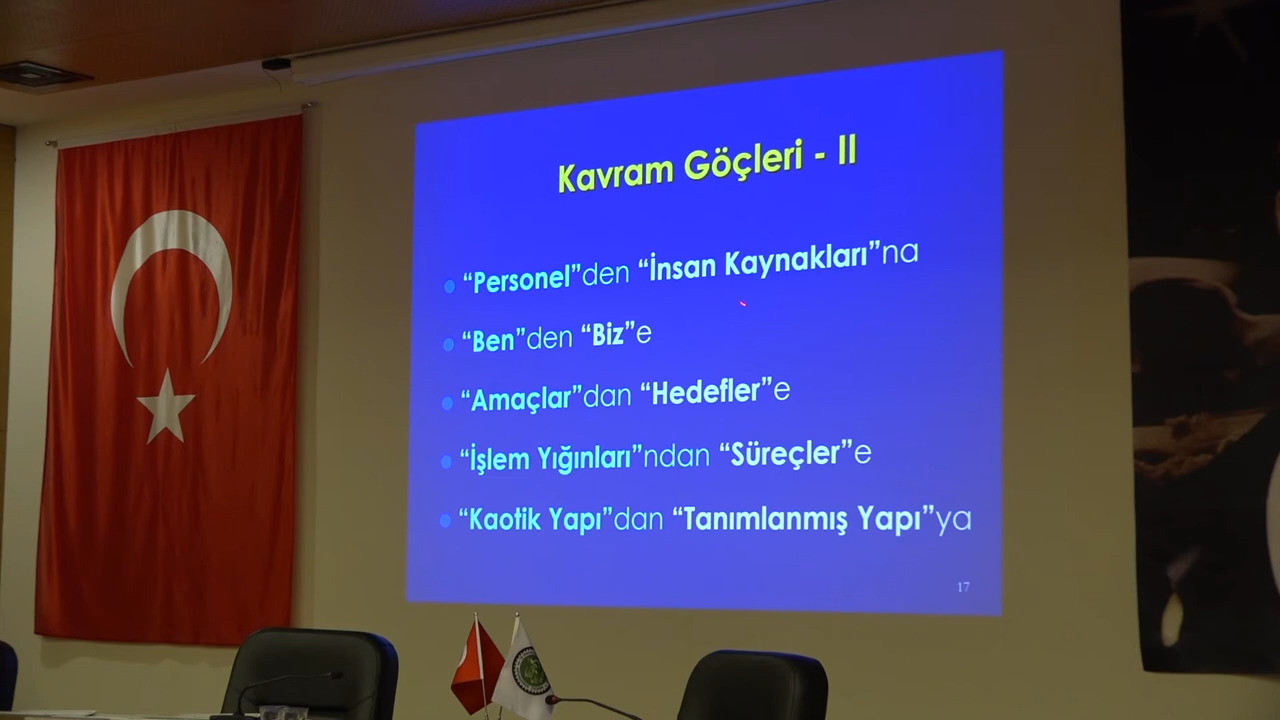 Kavram Göçleri - II
“Personel”den “İnsan Kaynakları”na
“Ben”den “Biz”e
“Amaçlar”dan “Hedefler”e
“İşlem Yığınları”ndan “Süreçler”e
“Kaotik Yapı”dan “Tanımlanmış Yapı”ya
17